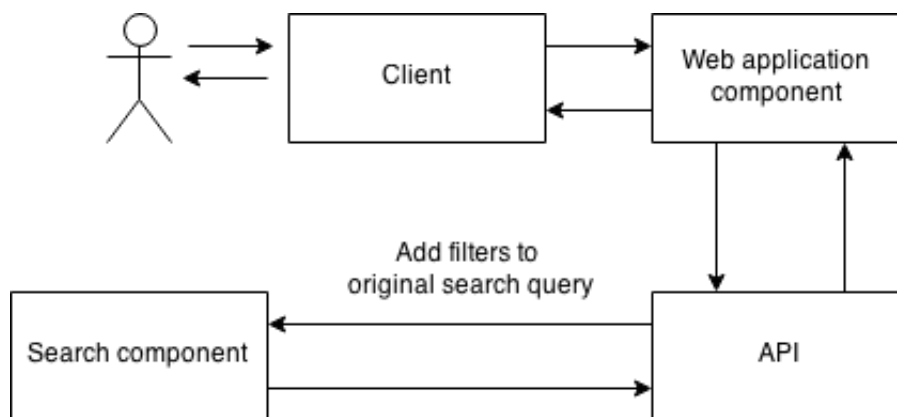 Client
Web application
component
Add filters to
original search query
Search component
API